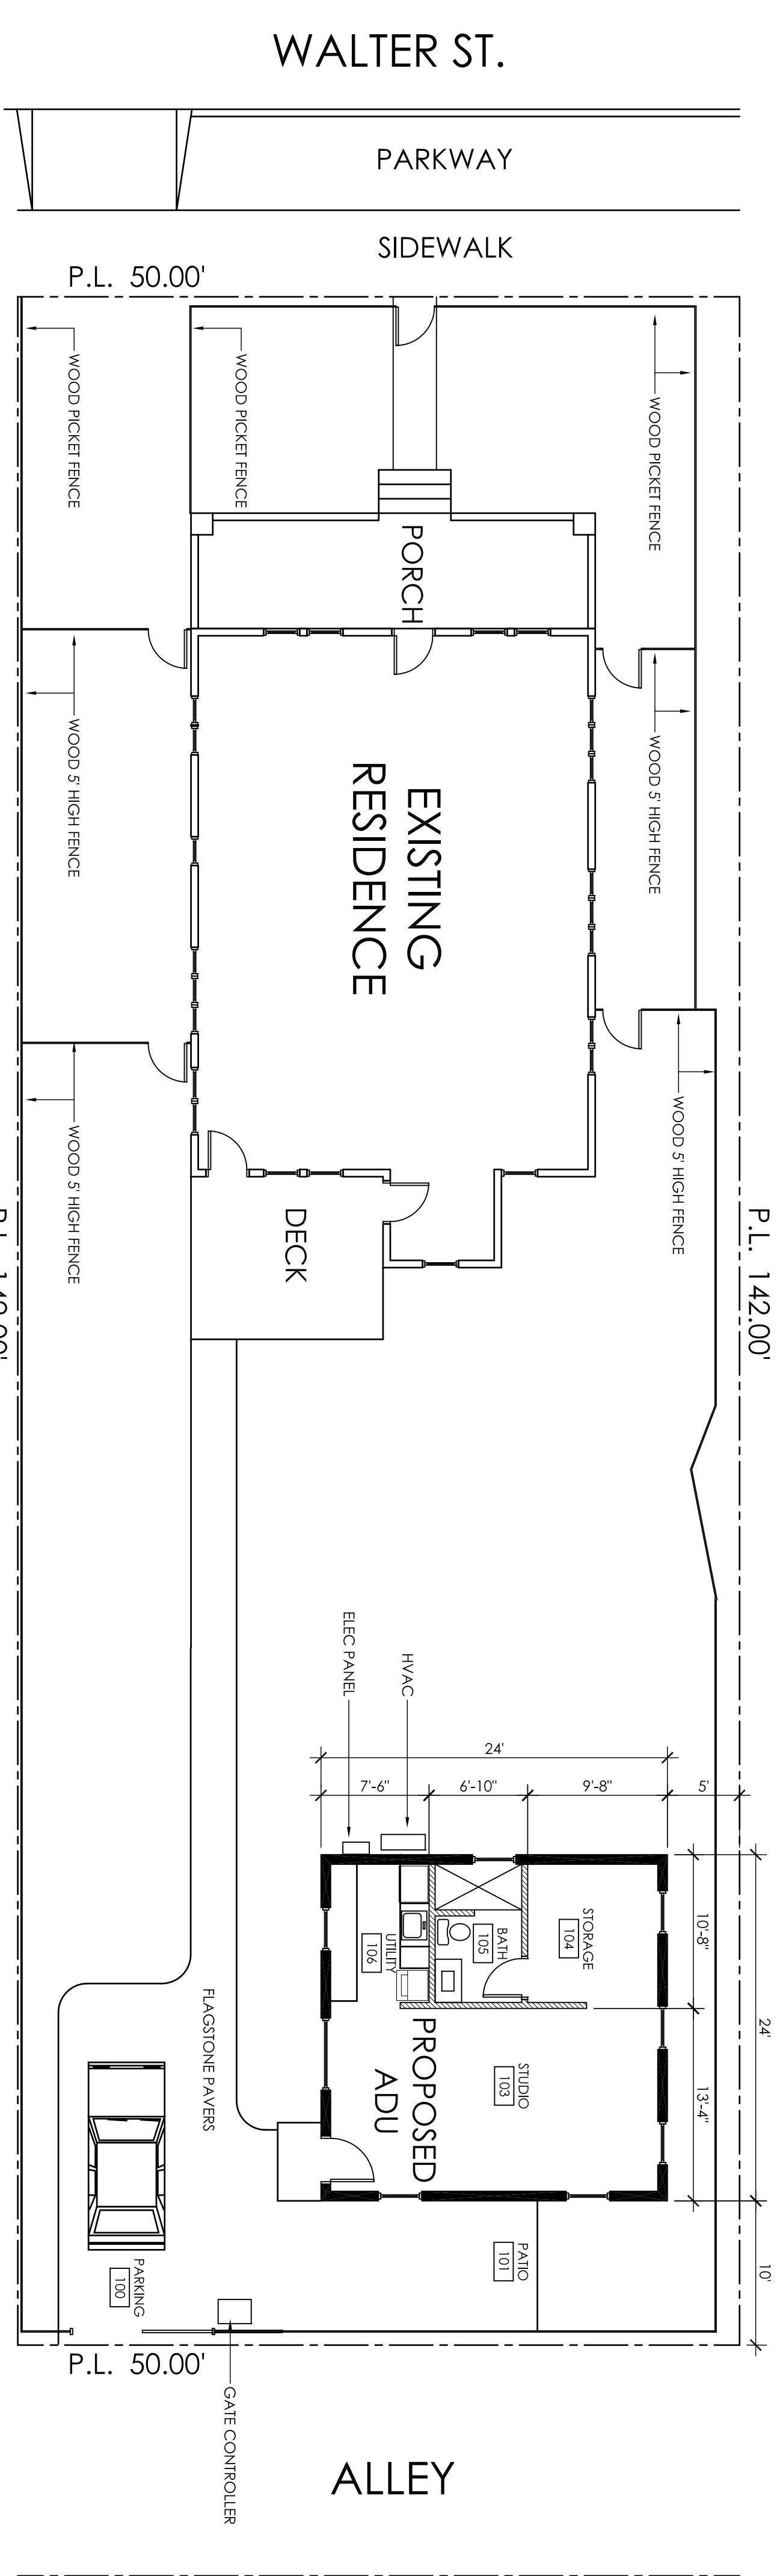 WALTER ST.
PARKWAY
SIDEWALK
P.L. 50.00'
WOOD PICKET FENCE
WOOD PICKET FENCE
WOOD PICKET FENCE
PORCH
WOOD 5' HIGH FENCE
WOOD 5' HIGH FENCE
EXISTING
RESIDENCE
WOOD 5' HIGH FENCE
WOOD 5' HIGH FENCE
DECK
P.L. 142.00'
P.L. 142.00'
ELEC PANEL
HVAC
24'
7'-6"
6'-10"
9'-8"
5'
10'-8"
STORAGE
104
BATH
105
UTILITY
106
24'
FLAGSTONE PAVERS
PROPOSED
ADU
STUDIO
103
13'-4"
PATIO
101
10'
PARKING
100
P.L. 50.00'
GATE CONTROLLER
ALLEY